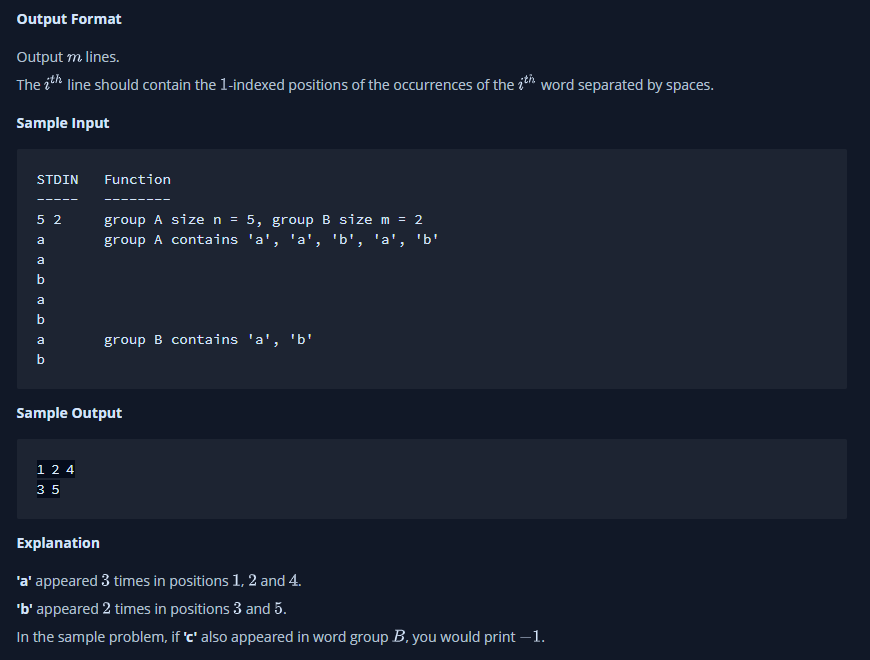 Output Format
Output m lines.
The i^th line should contain the 1-indexed positions of the occurrences of the i^th word separated by spaces.
Sample Input
STDIN   Function
-----   --------
5 2     group A size n = 5, group B size m = 2
a       group A contains 'a', 'a', 'b', 'a', 'b'
a
b
a
b
a       group B contains 'a', 'b'
b
Sample Output
1 2 4
3 5
Explanation
'a' appeared 3 times in positions 1, 2 and 4.
'b' appeared 2 times in positions 3 and 5.
In the sample problem, if 'c' also appeared in word group B, you would print −1.